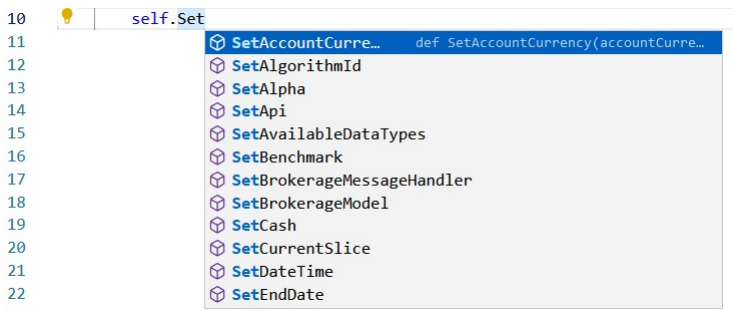 10 self.Set
11 SetAccountCurre… def SetAccountCurrency(accountCurre…
12 SetAlgorithmId
13 SetAlpha
14 SetApi
15 SetAvailableDataTypes
16 SetBenchmark
17 SetBrokerageMessageHandler
18 SetBrokerageModel
19 SetCash
20 SetCurrentSlice
21 SetDateTime
22 SetEndDate